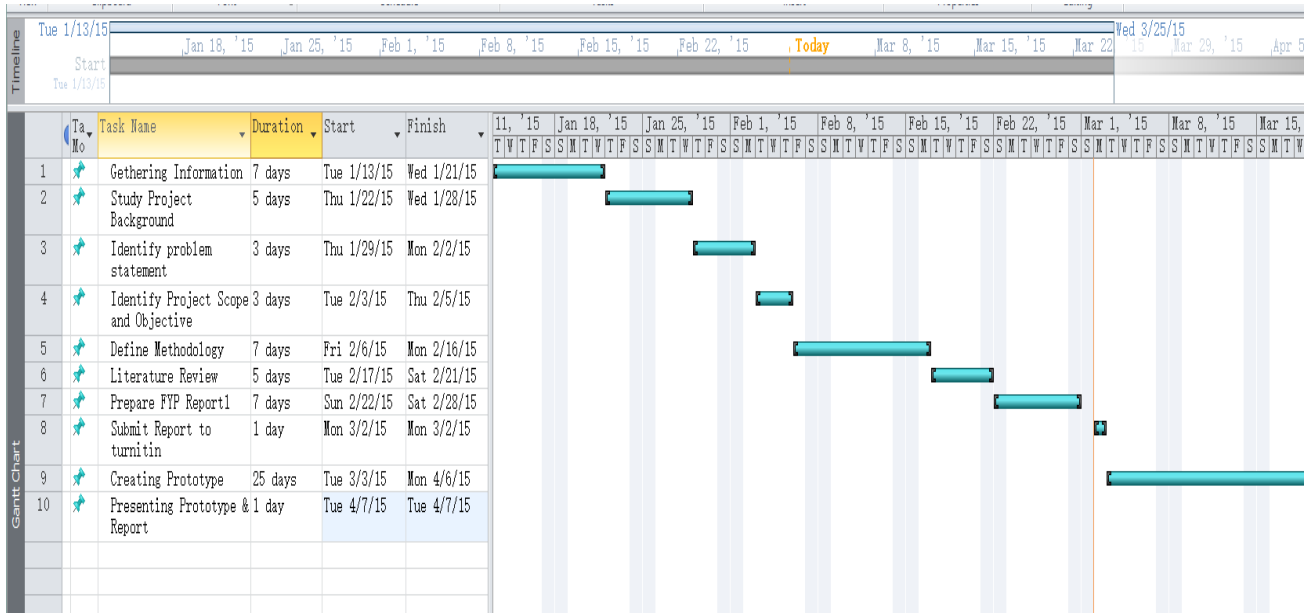 Tue 1/13/15
Wed 3/25/15
Jan 18, '15 Jan 25, '15 Feb 1, '15 Feb 8, '15 Feb 15, '15 Feb 22, '15 Today Mar 8, '15 Mar 15, '15 Mar 22, '15 Mar 29, '15 Apr 5
Start
Tue 1/13/15
Timeline
Ta Mo Task Name Duration Start Finish
11, '15 Jan 18, '15 Jan 25, '15 Feb 1, '15 Feb 8, '15 Feb 15, '15 Feb 22, '15 Mar 1, '15 Mar 8, '15 Mar 15,
T W T F S S M T W T F S S M T W T F S S M T W T F S S M T W T F S S M T W T F S S M T W T F S S M T W T F S S M T W T F S S M T W
1 Gethering Information 7 days Tue 1/13/15 Wed 1/21/15
2 Study Project 5 days Thu 1/22/15 Wed 1/28/15
Background
3 Identify problem 3 days Thu 1/29/15 Mon 2/2/15
statement
4 Identify Project Scope 3 days Tue 2/3/15 Thu 2/5/15
and Objective
5 Define Methodology 7 days Fri 2/6/15 Mon 2/16/15
6 Literature Review 5 days Tue 2/17/15 Sat 2/21/15
7 Prepare FYP Report1 7 days Sun 2/22/15 Sat 2/28/15
8 Submit Report to 1 day Mon 3/2/15 Mon 3/2/15
turnitin
9 Creating Prototype 25 days Tue 3/3/15 Mon 4/6/15
10 Presenting Prototype & 1 day Tue 4/7/15 Tue 4/7/15
Report
Gantt Chart